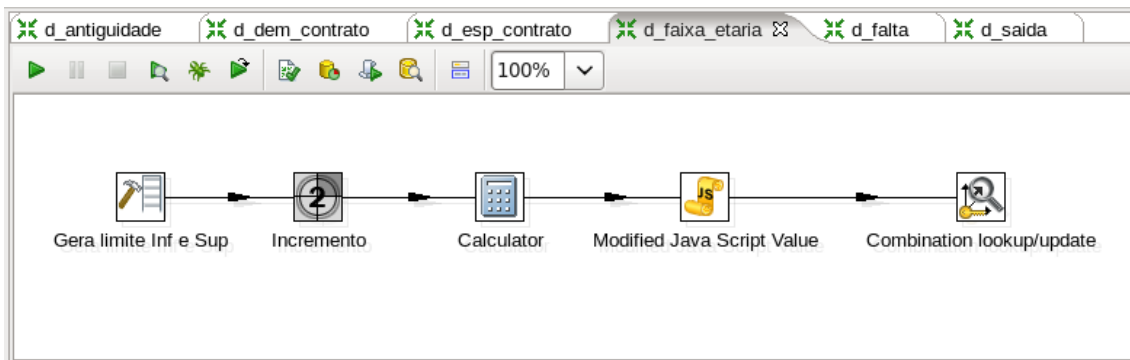 d_antiguidade d_dem_contrato d_esp_contrato d_faixa_etaria d_falta d_saida
100%
2 JS
Gera limite Inf e Sup Incremento Calculator Modified Java Script Value Combination lookup/update